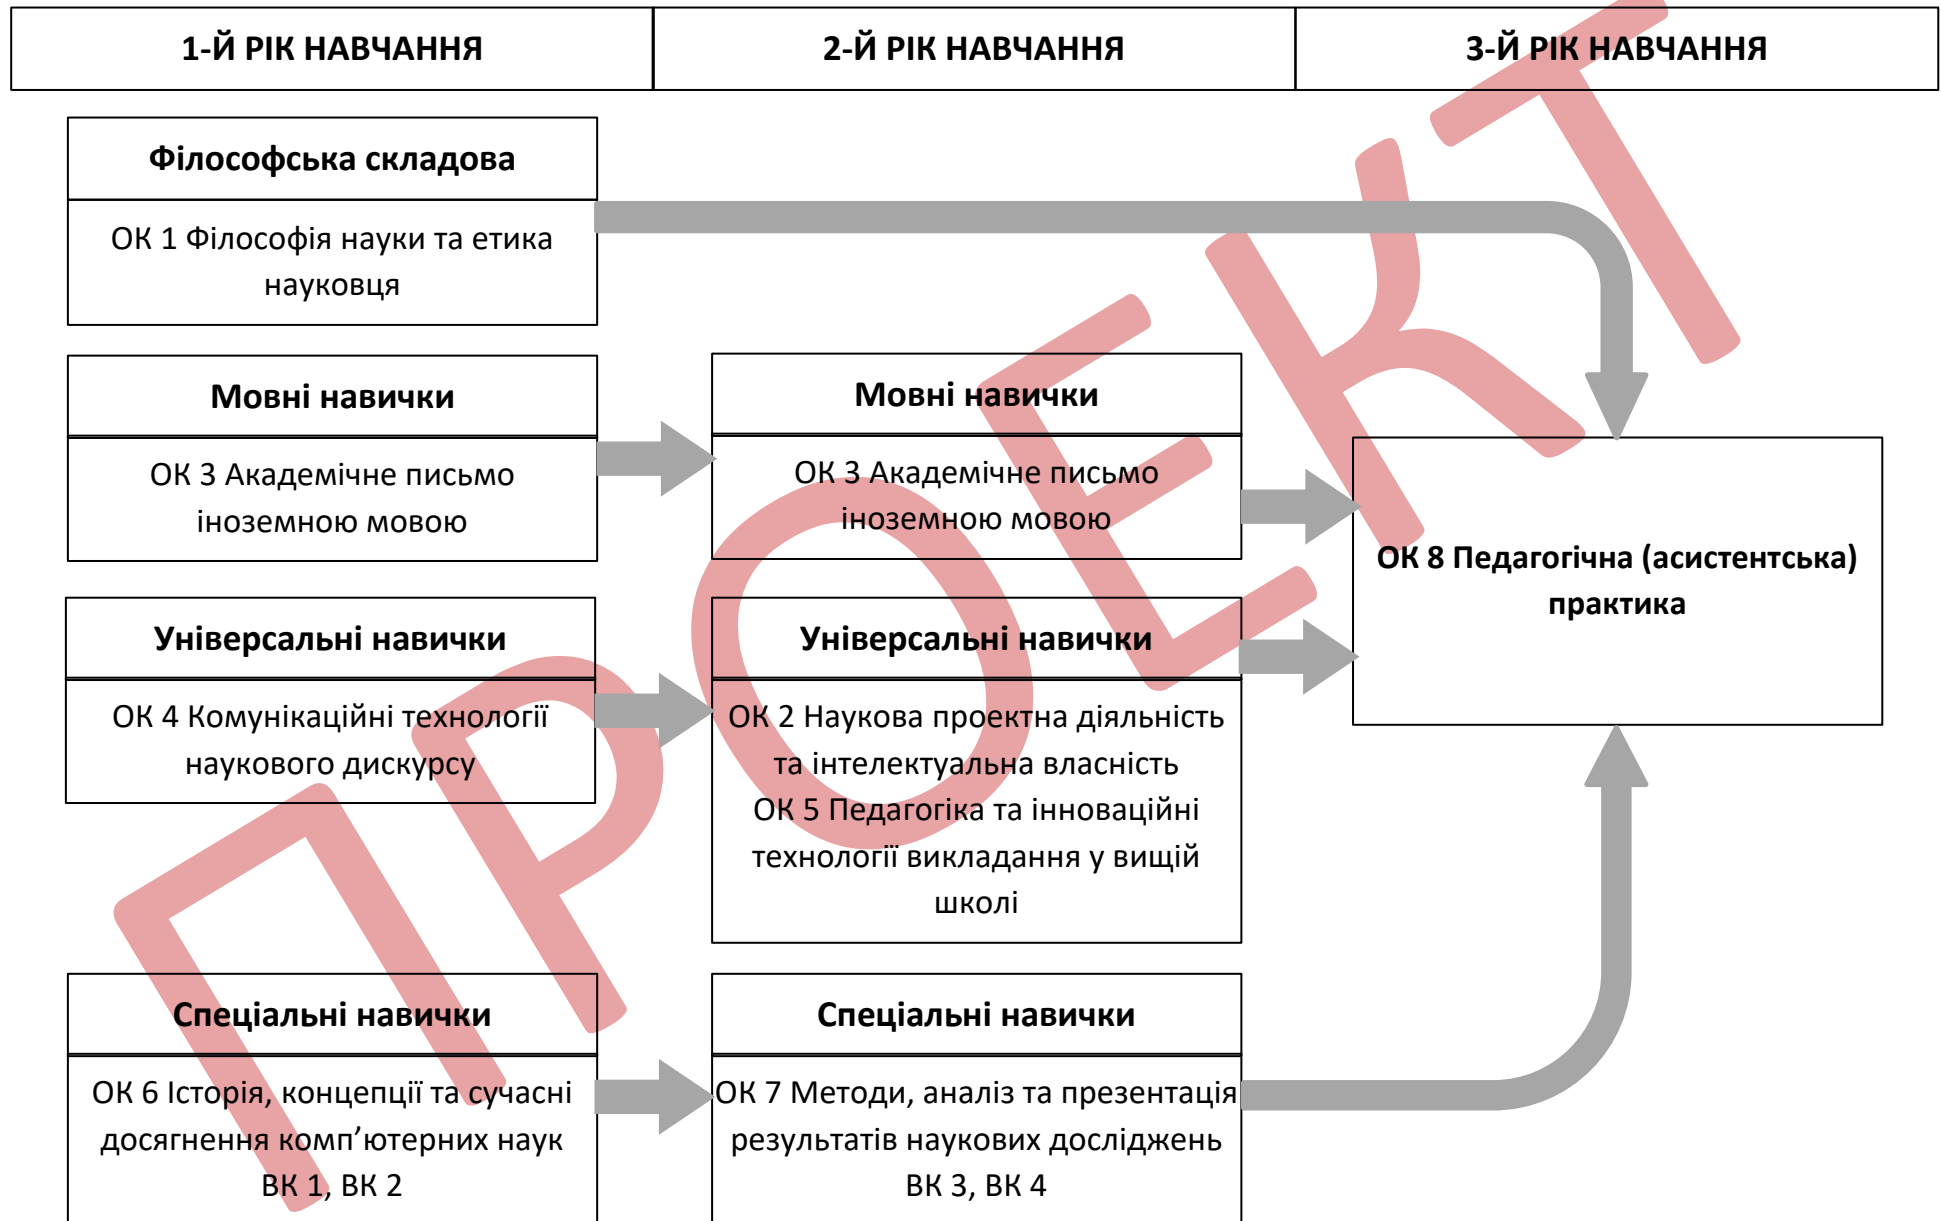 1-Й РІК НАВЧАННЯ
2-Й РІК НАВЧАННЯ
3-Й РІК НАВЧАННЯ
Філософська складова
ОК 1 Філософія науки та етика
науковця
Мовні навички
ОК 3 Академічне письмо
іноземною мовою
Мовні навички
ОК 3 Академічне письмо
іноземною мовою
ОК 8 Педагогічна (асистентська)
практика
Універсальні навички
ОК 4 Комунікаційні технології
наукового дискурсу
Універсальні навички
ОК 2 Наукова проектна діяльність
та інтелектуальна власність
ОК 5 Педагогіка та інноваційні
технології викладання у вищій
школі
Спеціальні навички
ОК 6 Історія, концепції та сучасні
досягнення комп’ютерних наук
ВК 1, ВК 2
Спеціальні навички
ОК 7 Методи, аналіз та презентація
результатів наукових досліджень
ВК 3, ВК 4
ПРОЕКТ